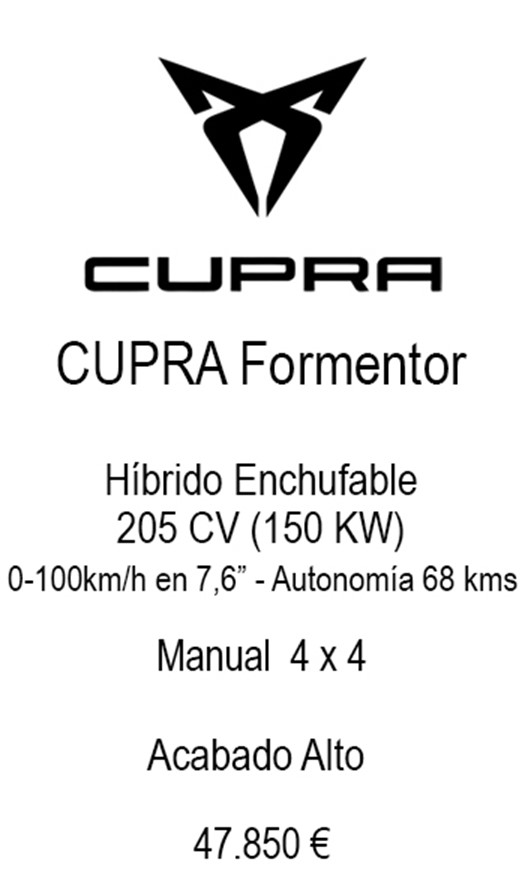 CUPRA
CUPRA Formentor
Híbrido Enchufable
205 CV (150 KW)
0-100km/h en 7,6” - Autonomía 68 kms
Manual 4 x 4
Acabado Alto
47.850 €